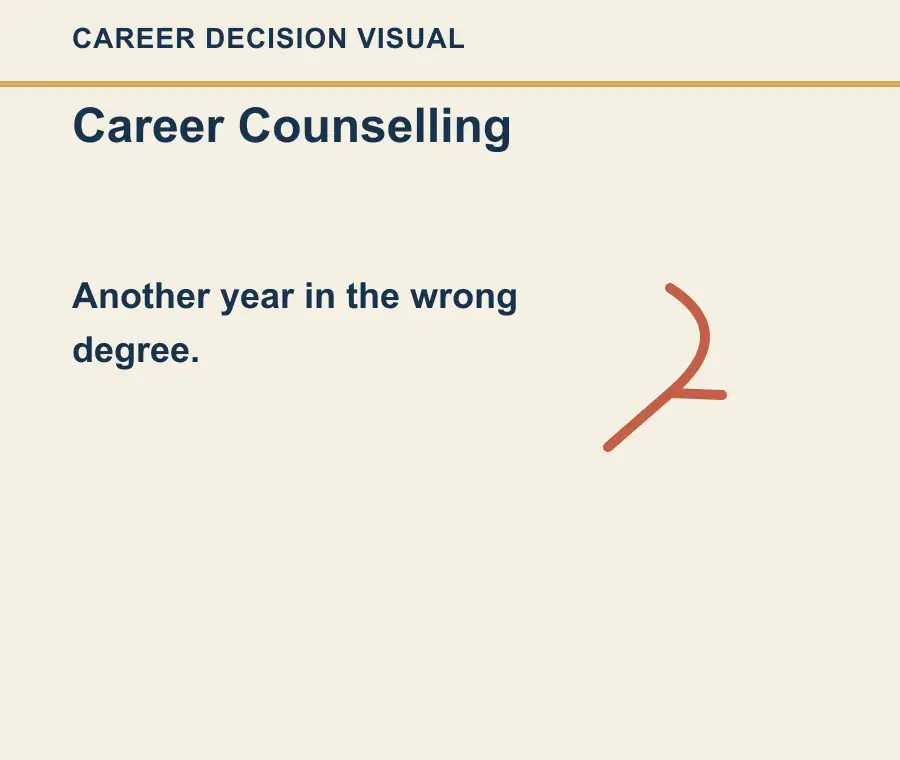 CAREER DECISION VISUAL
Career Counselling
Another year in the wrong
degree.